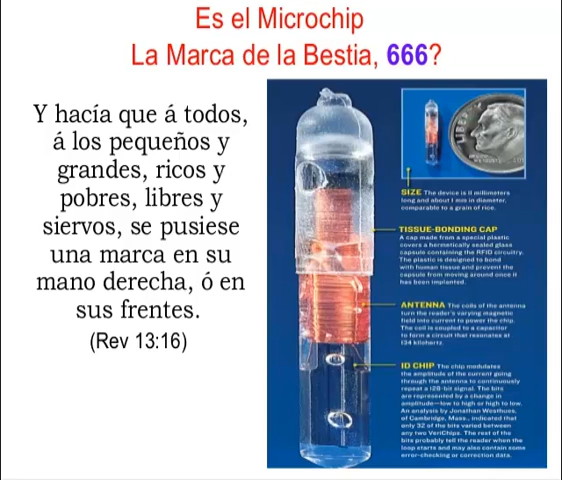 Es el Microchip
La Marca de la Bestia, 666?
Y hacía que á todos,
á los pequeños y
grandes, ricos y
pobres, libres y
siervos, se pusiese
una marca en su
mano derecha, ó en
sus frentes.
(Rev 13:16)
SIZE The device is 11 millimeters
long and about 1 mm in diameter,
comparable to a grain of rice.
TISSUE-BONDING CAP
A cap made from a special plastic
covers a hermetically sealed glass
capsule containing the RFID circuitry.
The plastic is designed to bond
with human tissue and prevent the
capsule from moving around once it
has been implanted.
ANTENNA The coils of the antenna
turn the reader's varying magnetic
field into current to power the chip.
The coil is coupled to a capacitor
to form a circuit that resonates at
134 kilohertz.
ID CHIP The chip modulates
the amplitude of the current going
through the antenna to continuously
repeat a 128-bit signal. The bits
are represented by a change in
amplitude—low to high or high to low.
An analysis by Jonathan Westhues,
of Cambridge, Mass., indicated that
only 32 of the bits varied between
any two VeriChips. The rest of the
bits probably tell the reader when the
loop starts and may also contain some
error-checking or correction data.